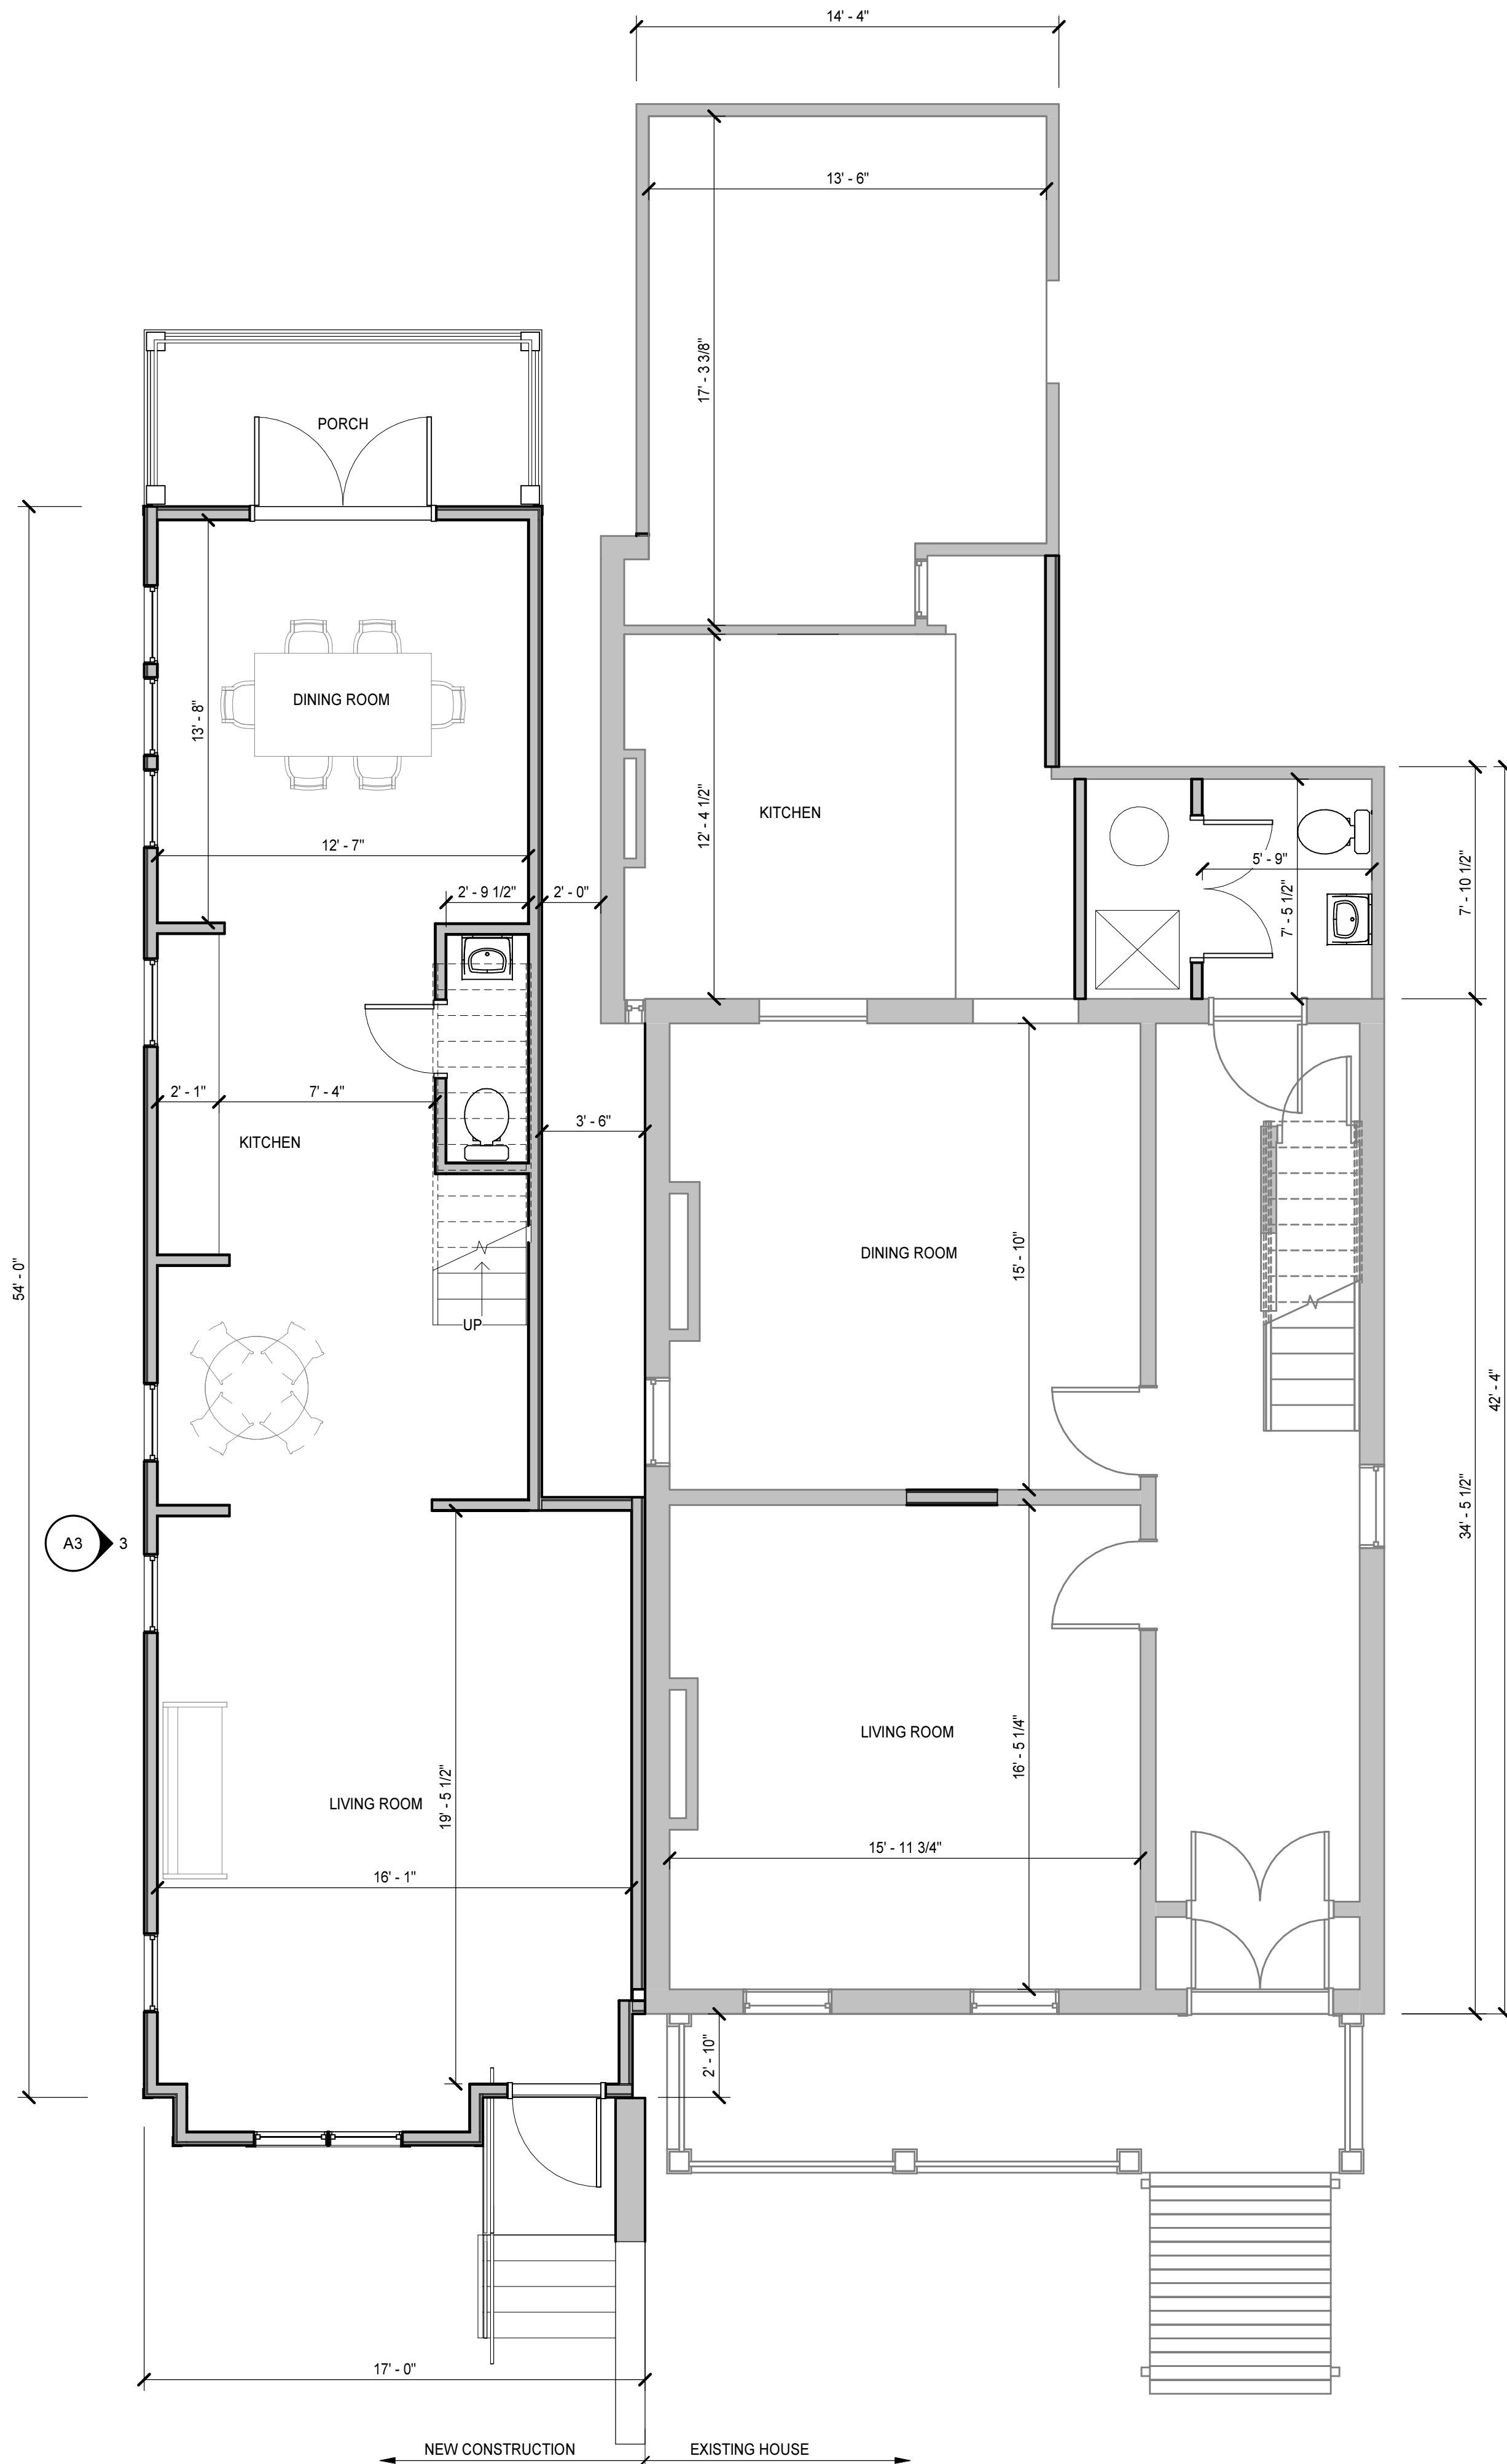 14' - 4"
13' - 6"
17' - 3 3/8"
PORCH
DINING ROOM
13' - 8"
12' - 7"
2' - 9 1/2"
2' - 0"
KITCHEN
12' - 4 1/2"
5' - 9"
7' - 5 1/2"
7' - 10 1/2"
2' - 1"
7' - 4"
KITCHEN
3' - 6"
54' - 0"
UP
DINING ROOM
15' - 10"
42' - 4"
34' - 5 1/2"
A3
3
LIVING ROOM
19' - 5 1/2"
16' - 1"
LIVING ROOM
16' - 5 1/4"
15' - 11 3/4"
2' - 10"
17' - 0"
NEW CONSTRUCTION
EXISTING HOUSE